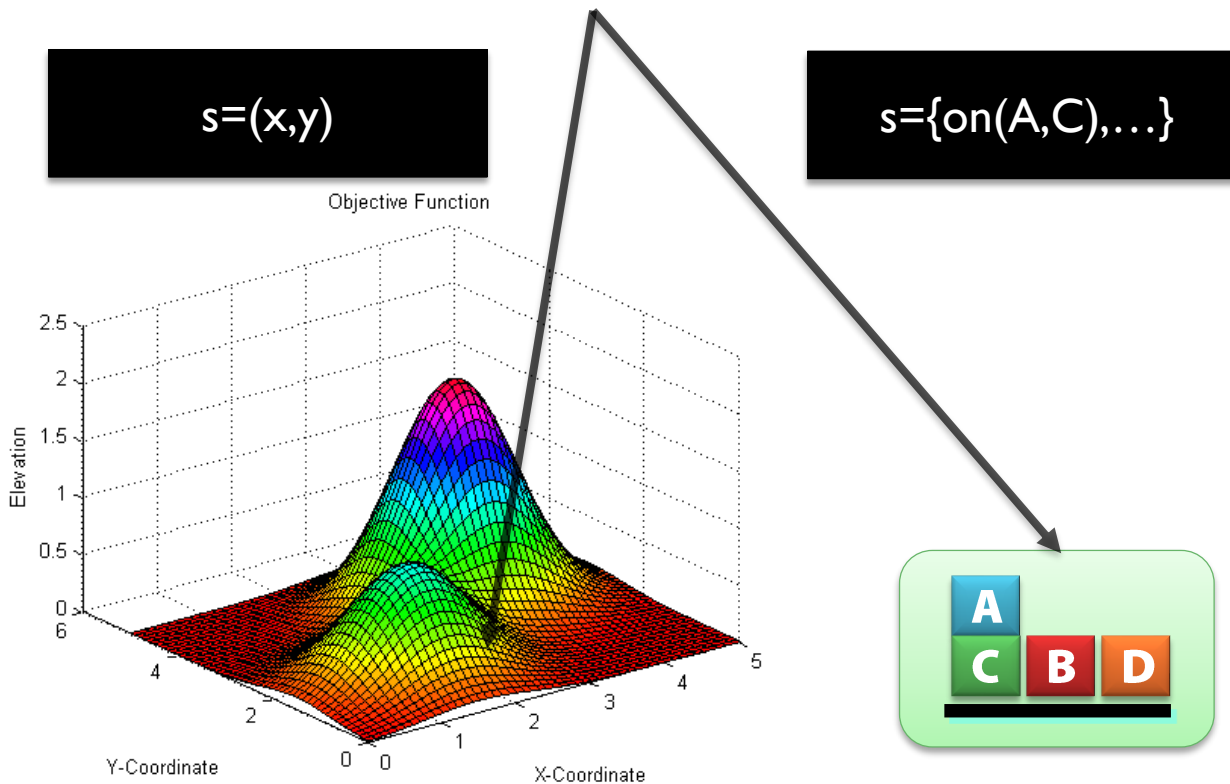 s=(x,y)
s={on(A,C),…}
Objective Function
2.5
2
1.5
1
0.5
0
Elevation
6
4
2
0
Y-Coordinate
0
1
2
3
4
5
X-Coordinate
A
C B D